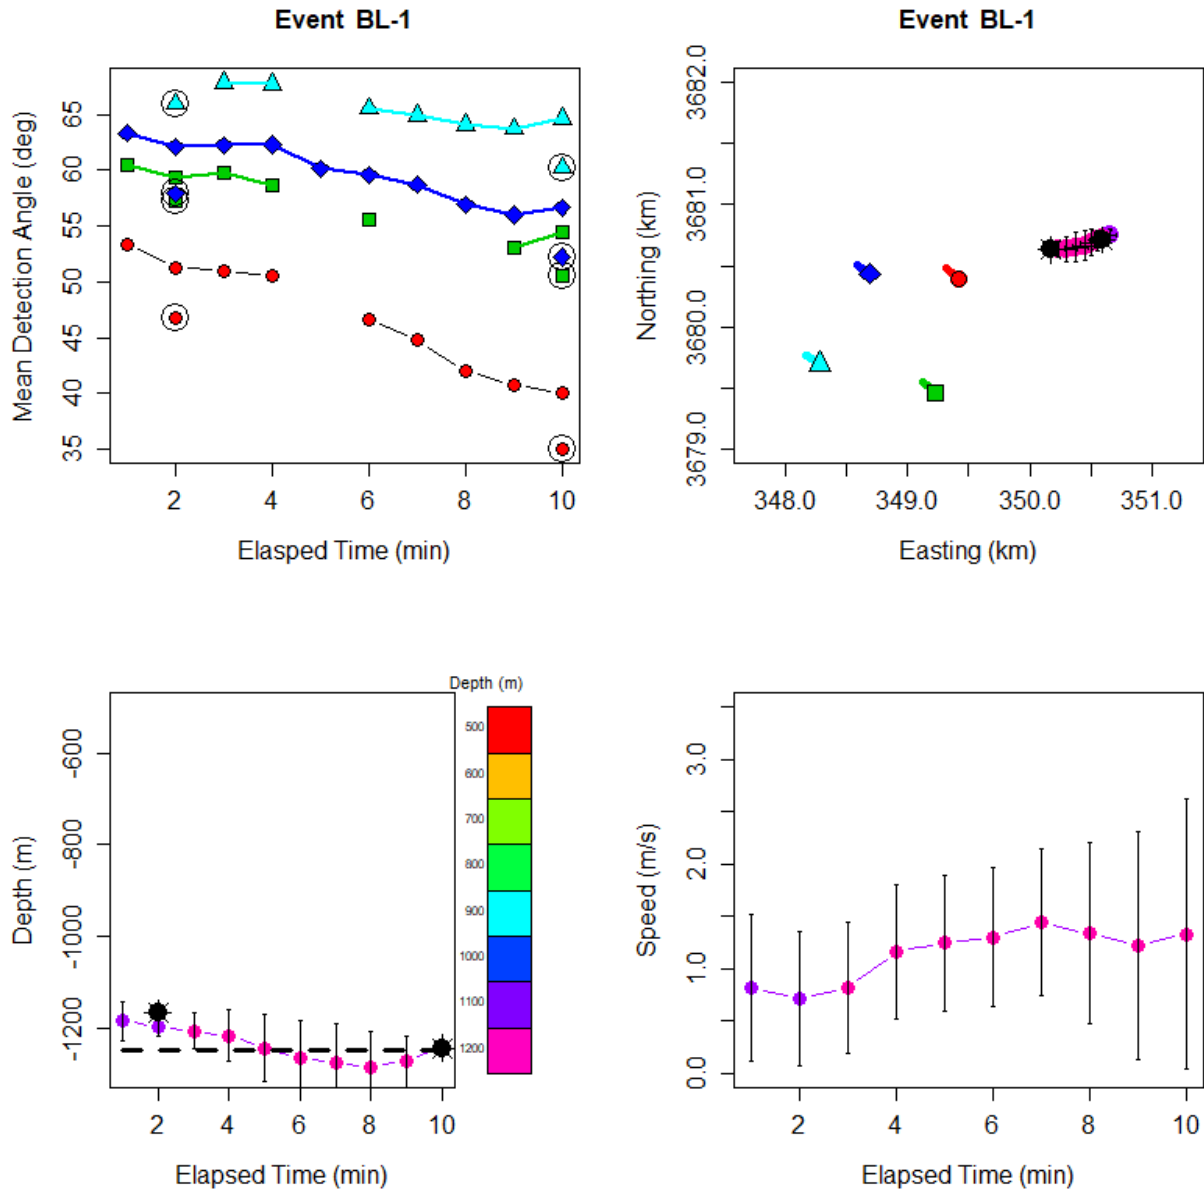 Event BL-1
Mean Detection Angle (deg)
65
60
55
50
45
40
35
2 4 6 8 10
Elasped Time (min)
Event BL-1
Northing (km)
3682.0
3681.0
3680.0
3679.0
348.0 349.0 350.0 351.0
Easting (km)
Depth (m)
-600
-800
-1000
-1200
2 4 6 8 10
Elapsed Time (min)
Depth (m)
500
600
700
800
900
1000
1100
1200
Speed (m/s)
3.0
2.0
1.0
0.0
2 4 6 8 10
Elapsed Time (min)